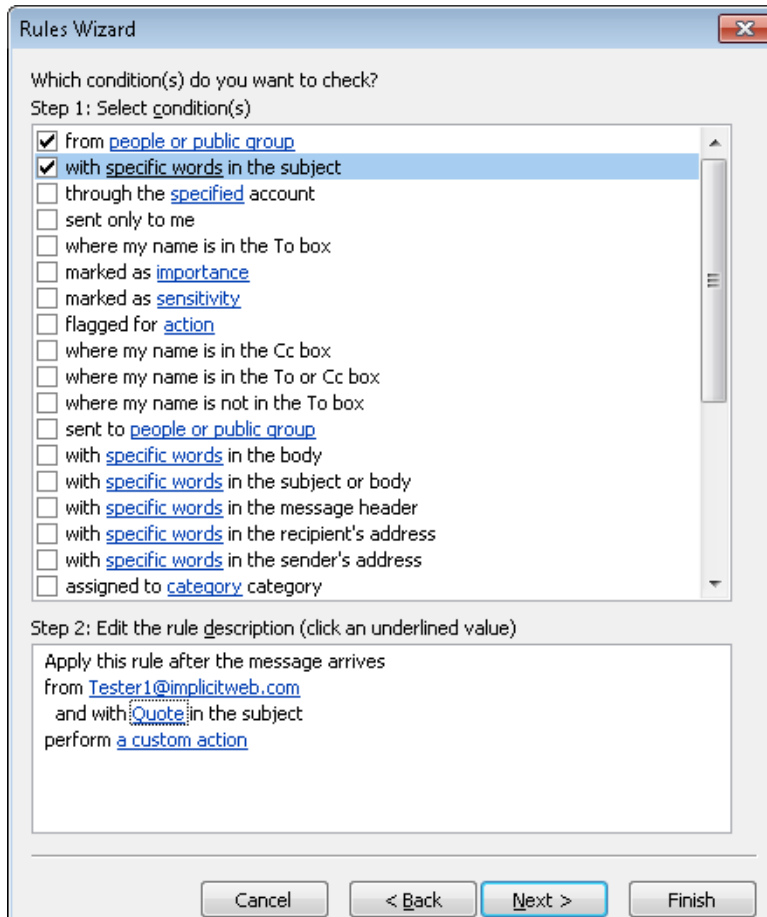 Rules Wizard
Which condition(s) do you want to check?
Step 1: Select condition(s)
from people or public group
with specific words in the subject
through the specified account
sent only to me
where my name is in the To box
marked as importance
marked as sensitivity
flagged for action
where my name is in the Cc box
where my name is in the To or Cc box
where my name is not in the To box
sent to people or public group
with specific words in the body
with specific words in the subject or body
with specific words in the message header
with specific words in the recipient's address
with specific words in the sender's address
assigned to category category
Step 2: Edit the rule description (click an underlined value)
Apply this rule after the message arrives
from Tester1@implicitweb.com
and with Quote in the subject
perform a custom action
Cancel < Back Next > Finish